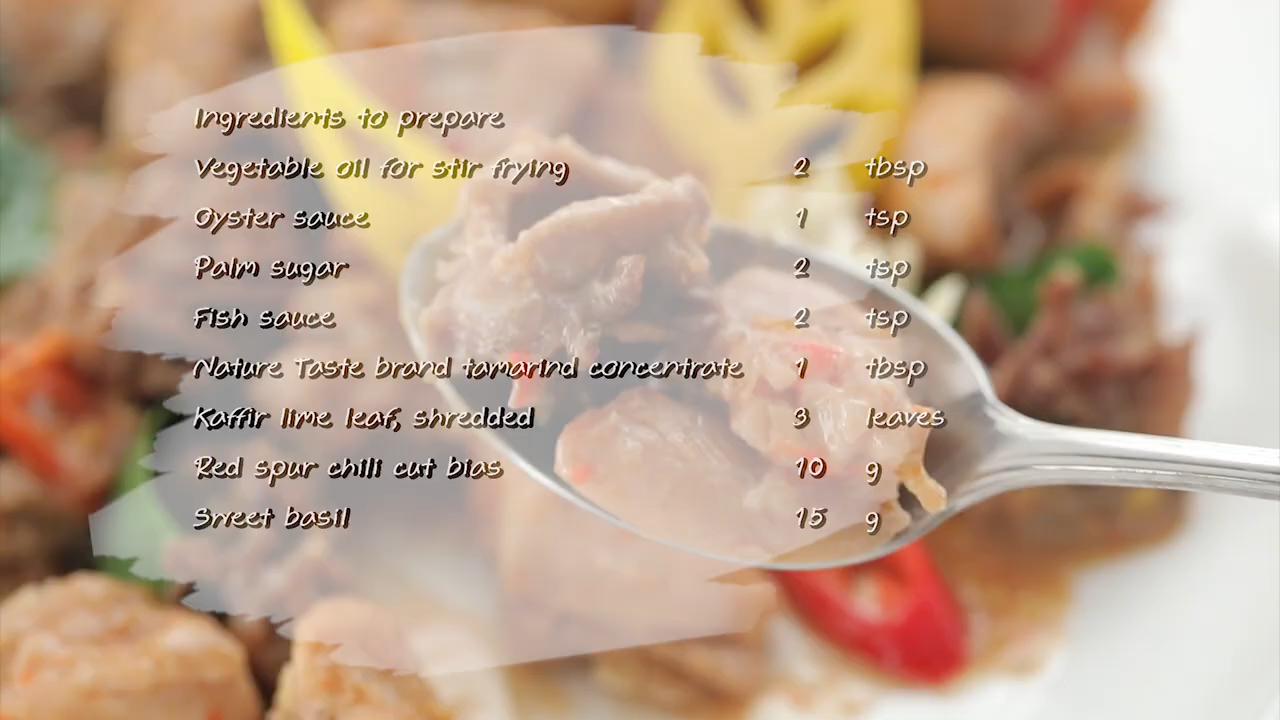 Ingredients to prepare
Vegetable oil for stir frying 2 tbsp
Oyster sauce 1 tsp
Palm sugar 2 tsp
Fish sauce 2 tsp
Nature Taste brand tamarind concentrate 1 tbsp
Kaffir lime leaf, shredded 3 leaves
Red spur chili cut bias 10 g
Sweet basil 15 g